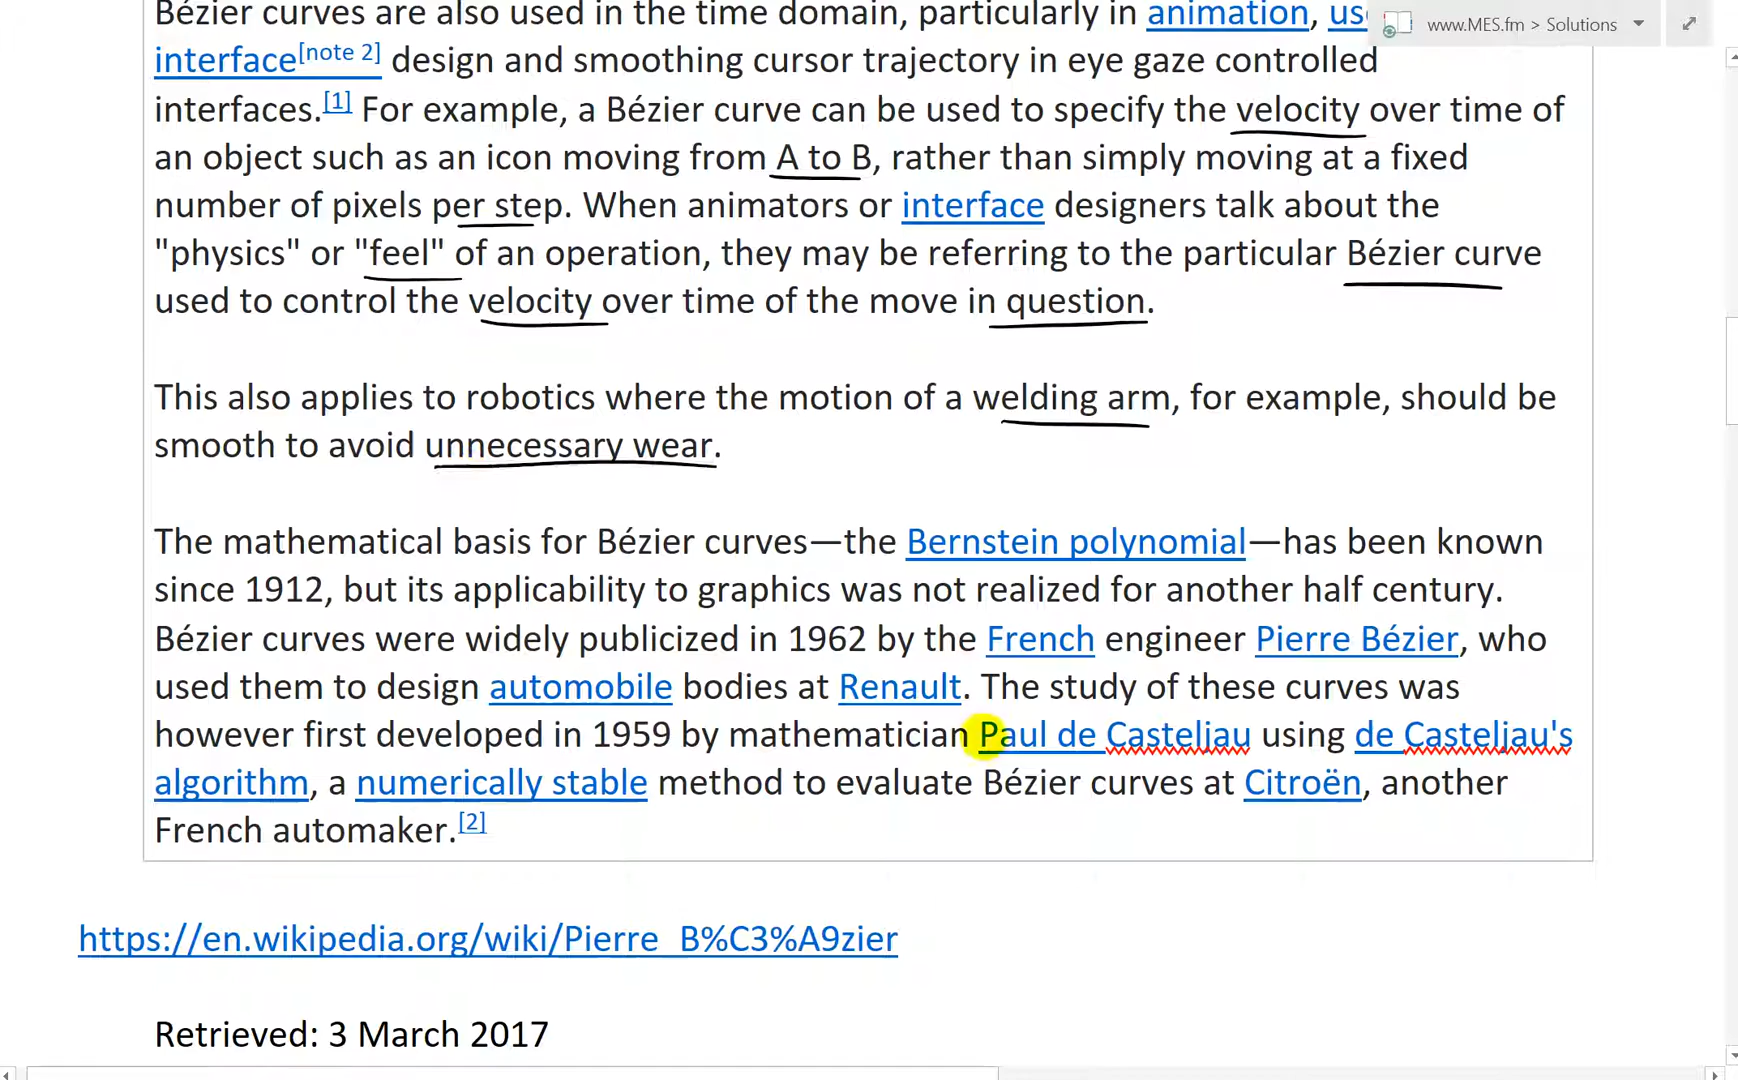 Bézier curves are also used in the time domain, particularly in animation, us
www.MES.fm > Solutions
interface[note 2] design and smoothing cursor trajectory in eye gaze controlled
interfaces.[1] For example, a Bézier curve can be used to specify the velocity over time of
an object such as an icon moving from A to B, rather than simply moving at a fixed
number of pixels per step. When animators or interface designers talk about the
"physics" or "feel" of an operation, they may be referring to the particular Bézier curve
used to control the velocity over time of the move in question.
This also applies to robotics where the motion of a welding arm, for example, should be
smooth to avoid unnecessary wear.
The mathematical basis for Bézier curves—the Bernstein polynomial—has been known
since 1912, but its applicability to graphics was not realized for another half century.
Bézier curves were widely publicized in 1962 by the French engineer Pierre Bézier, who
used them to design automobile bodies at Renault. The study of these curves was
however first developed in 1959 by mathematician Paul de Casteljau using de Casteljau's
algorithm, a numerically stable method to evaluate Bézier curves at Citroën, another
French automaker.[2]
https://en.wikipedia.org/wiki/Pierre_B%C3%A9zier
Retrieved: 3 March 2017